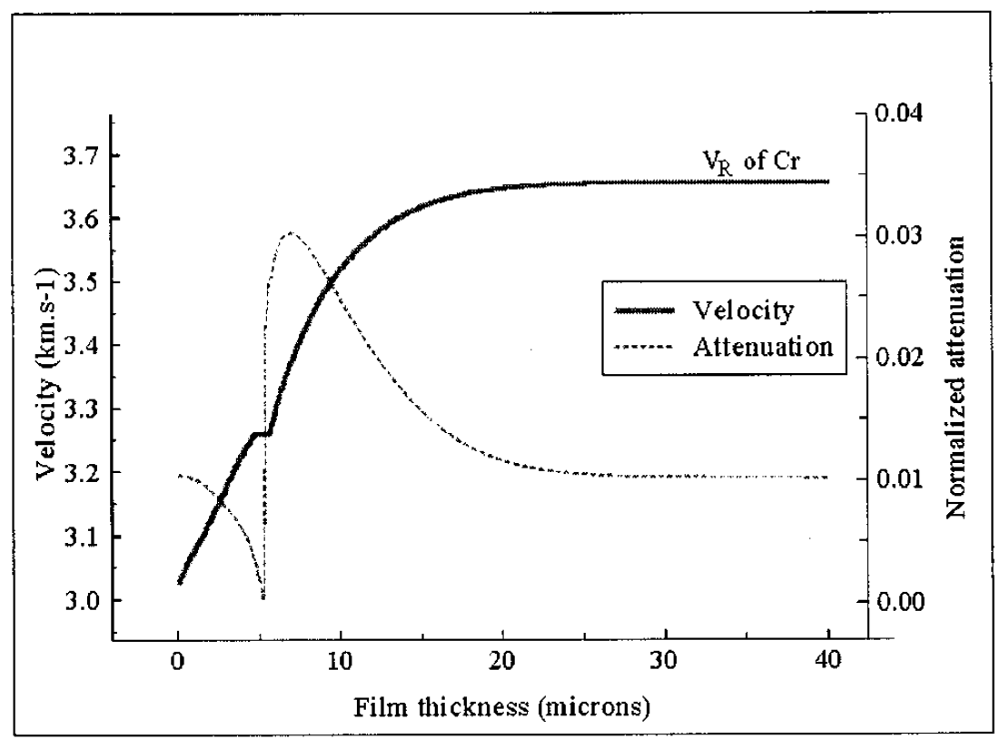 0.04
3.7
V_R of Cr
3.6
0.03
3.5
Velocity
3.4
Attenuation
0.02
3.3
3.2
0.01
3.1
3.0
0.00
Velocity (km.s-1)
Normalized attenuation
0 10 20 30 40
Film thickness (microns)